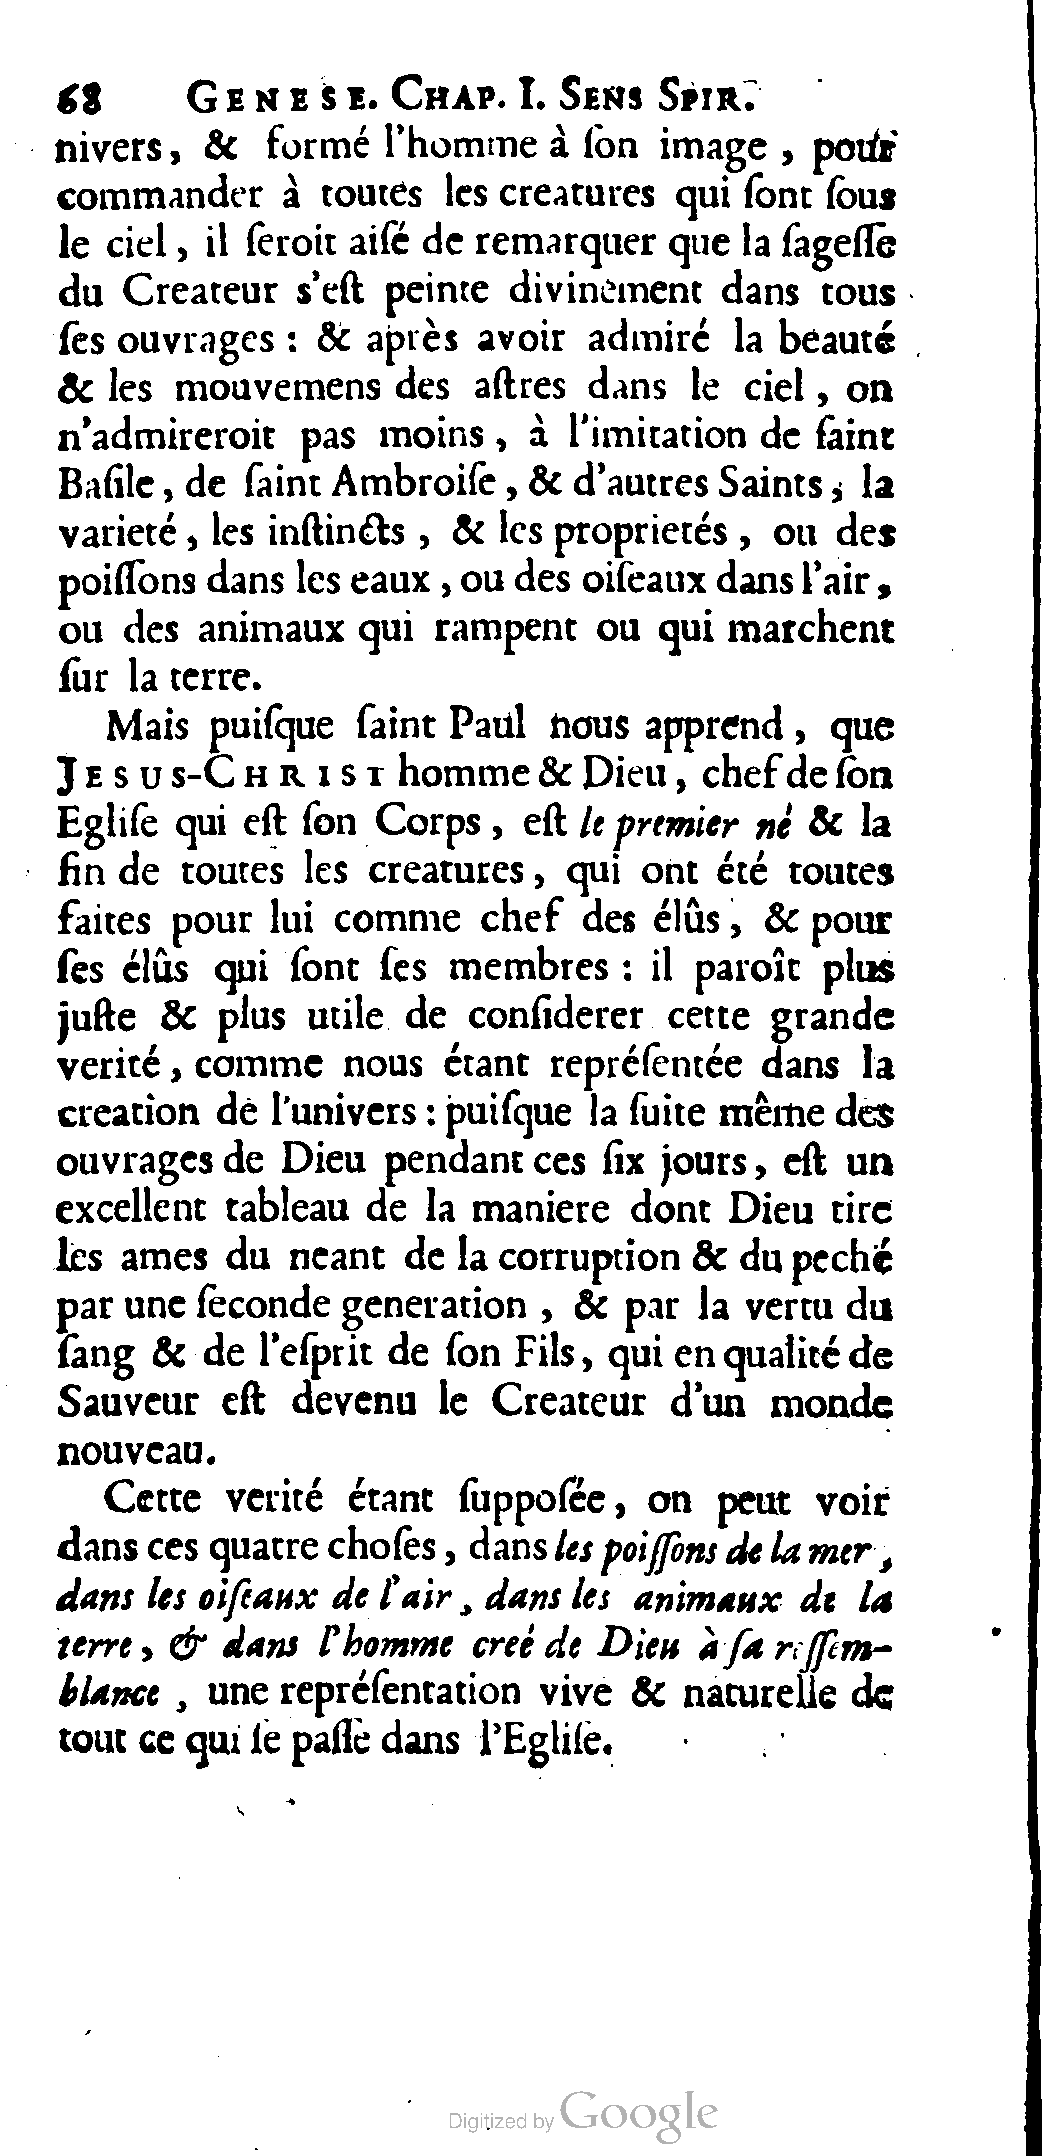 68 GENESE. CHAP. I. SENS SPIR.
nivers, & formé l'homme à ſon image, pour
commander à toutes les creatures qui ſont ſous
le ciel, il ſeroit aiſé de remarquer que la ſageſſe
du Createur s'eſt peinte divinement dans tous
ſes ouvrages : & après avoir admiré la beauté
& les mouvemens des aſtres dans le ciel, on
n'admireroit pas moins, à l'imitation de ſaint
Baſile, de ſaint Ambroiſe, & d'autres Saints, la
varieté, les inſtincts, & les proprietés, ou des
poiſſons dans les eaux, ou des oiſeaux dans l'air,
ou des animaux qui rampent ou qui marchent
ſur la terre.
Mais puiſque ſaint Paul nous apprend, que
JESUS-CHRIST homme & Dieu, chef de ſon
Egliſe qui eſt ſon Corps, eſt le premier né & la
fin de toutes les creatures, qui ont été toutes
faites pour lui comme chef des élûs, & pour
ſes élûs qui ſont ſes membres : il paroît plus
juſte & plus utile de conſiderer cette grande
verité, comme nous étant repréſentée dans la
creation de l'univers : puiſque la ſuite même des
ouvrages de Dieu pendant ces ſix jours, eſt un
excellent tableau de la maniere dont Dieu tire
les ames du neant de la corruption & du peché
par une ſeconde generation, & par la vertu du
ſang & de l'eſprit de ſon Fils, qui en qualité de
Sauveur eſt devenu le Createur d'un monde
nouveau.
Cette verité étant ſuppoſée, on peut voir
dans ces quatre choſes, dans les poiſſons de la mer,
dans les oiſeaux de l'air, dans les animaux de la
terre, & dans l'homme creé de Dieu à ſa reſſem-
blance, une repréſentation vive & naturelle de
tout ce qui ſe paſſe dans l'Egliſe.
Digitized by Google